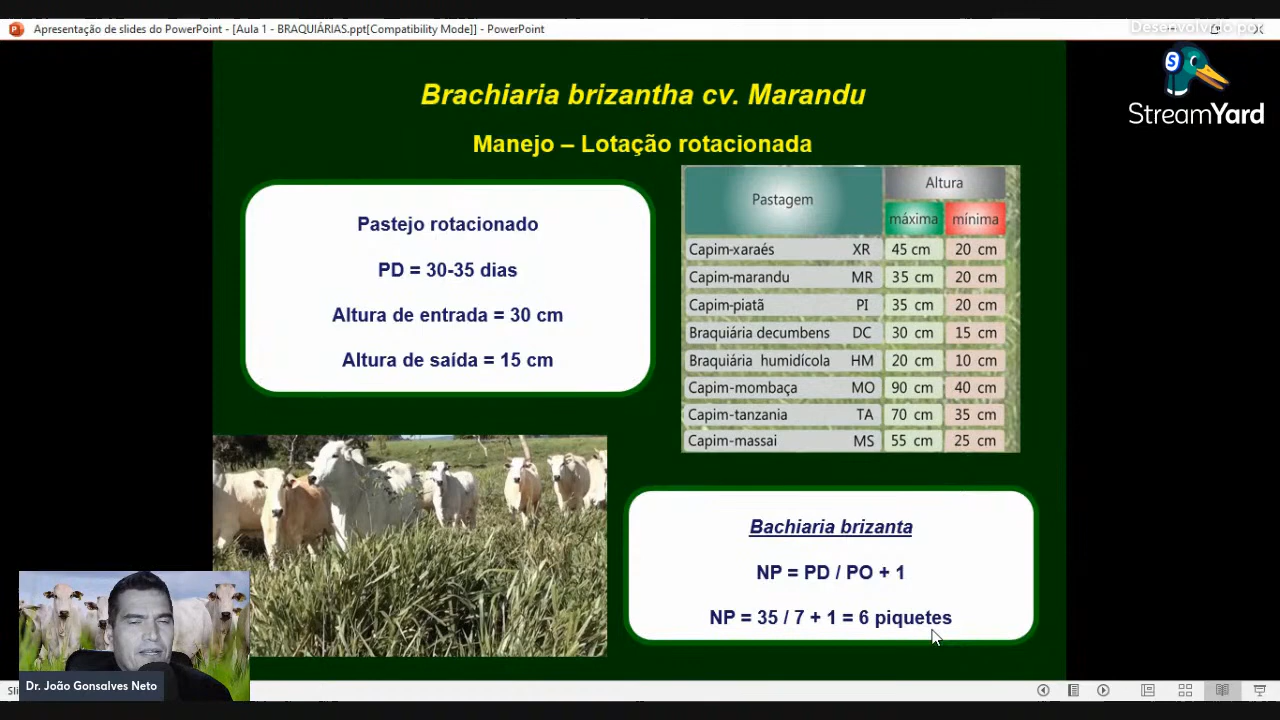 Apresentação de slides do PowerPoint - [Aula 1 - BRAQUIÁRIAS.ppt[Compatibility Mode]] - PowerPoint
Desenvolvido por
StreamYard
Brachiaria brizantha cv. Marandu
Manejo – Lotação rotacionada
Pastejo rotacionado
PD = 30-35 dias
Altura de entrada = 30 cm
Altura de saída = 15 cm
Pastagem Altura
máxima mínima
Capim-xaraés XR 45 cm 20 cm
Capim-marandu MR 35 cm 20 cm
Capim-piatã PI 35 cm 20 cm
Braquiária decumbens DC 30 cm 15 cm
Braquiária humidícola HM 20 cm 10 cm
Capim-mombaça MO 90 cm 40 cm
Capim-tanzania TA 70 cm 35 cm
Capim-massai MS 55 cm 25 cm
Bachiaria brizanta
NP = PD / PO + 1
NP = 35 / 7 + 1 = 6 piquetes
Dr. João Gonsalves Neto